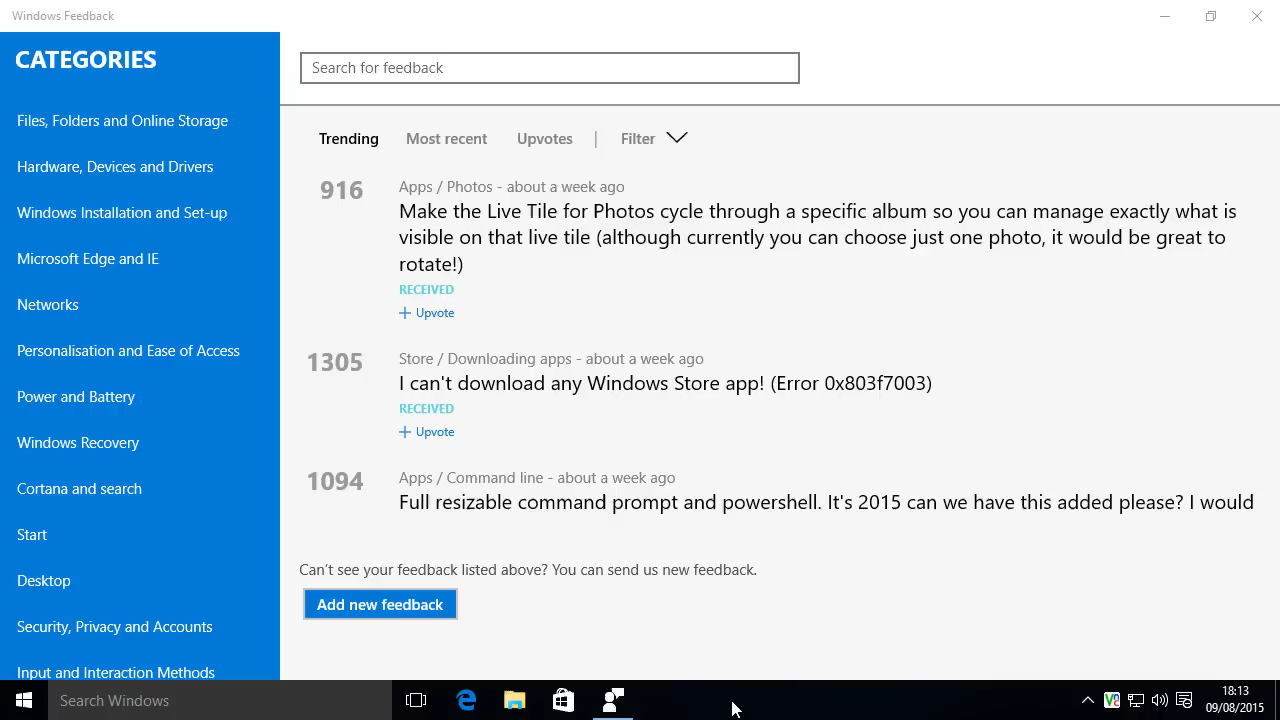 Windows Feedback
CATEGORIES
Files, Folders and Online Storage
Hardware, Devices and Drivers
Windows Installation and Set-up
Microsoft Edge and IE
Networks
Personalisation and Ease of Access
Power and Battery
Windows Recovery
Cortana and search
Start
Desktop
Security, Privacy and Accounts
Input and Interaction Methods
Search for feedback
Trending Most recent Upvotes | Filter
916 Apps / Photos - about a week ago
Make the Live Tile for Photos cycle through a specific album so you can manage exactly what is
visible on that live tile (although currently you can choose just one photo, it would be great to
rotate!)
RECEIVED
+ Upvote
1305 Store / Downloading apps - about a week ago
I can't download any Windows Store app! (Error 0x803f7003)
RECEIVED
+ Upvote
1094 Apps / Command line - about a week ago
Full resizable command prompt and powershell. It's 2015 can we have this added please? I would
Can't see your feedback listed above? You can send us new feedback.
Add new feedback
Search Windows
18:13
09/08/2015